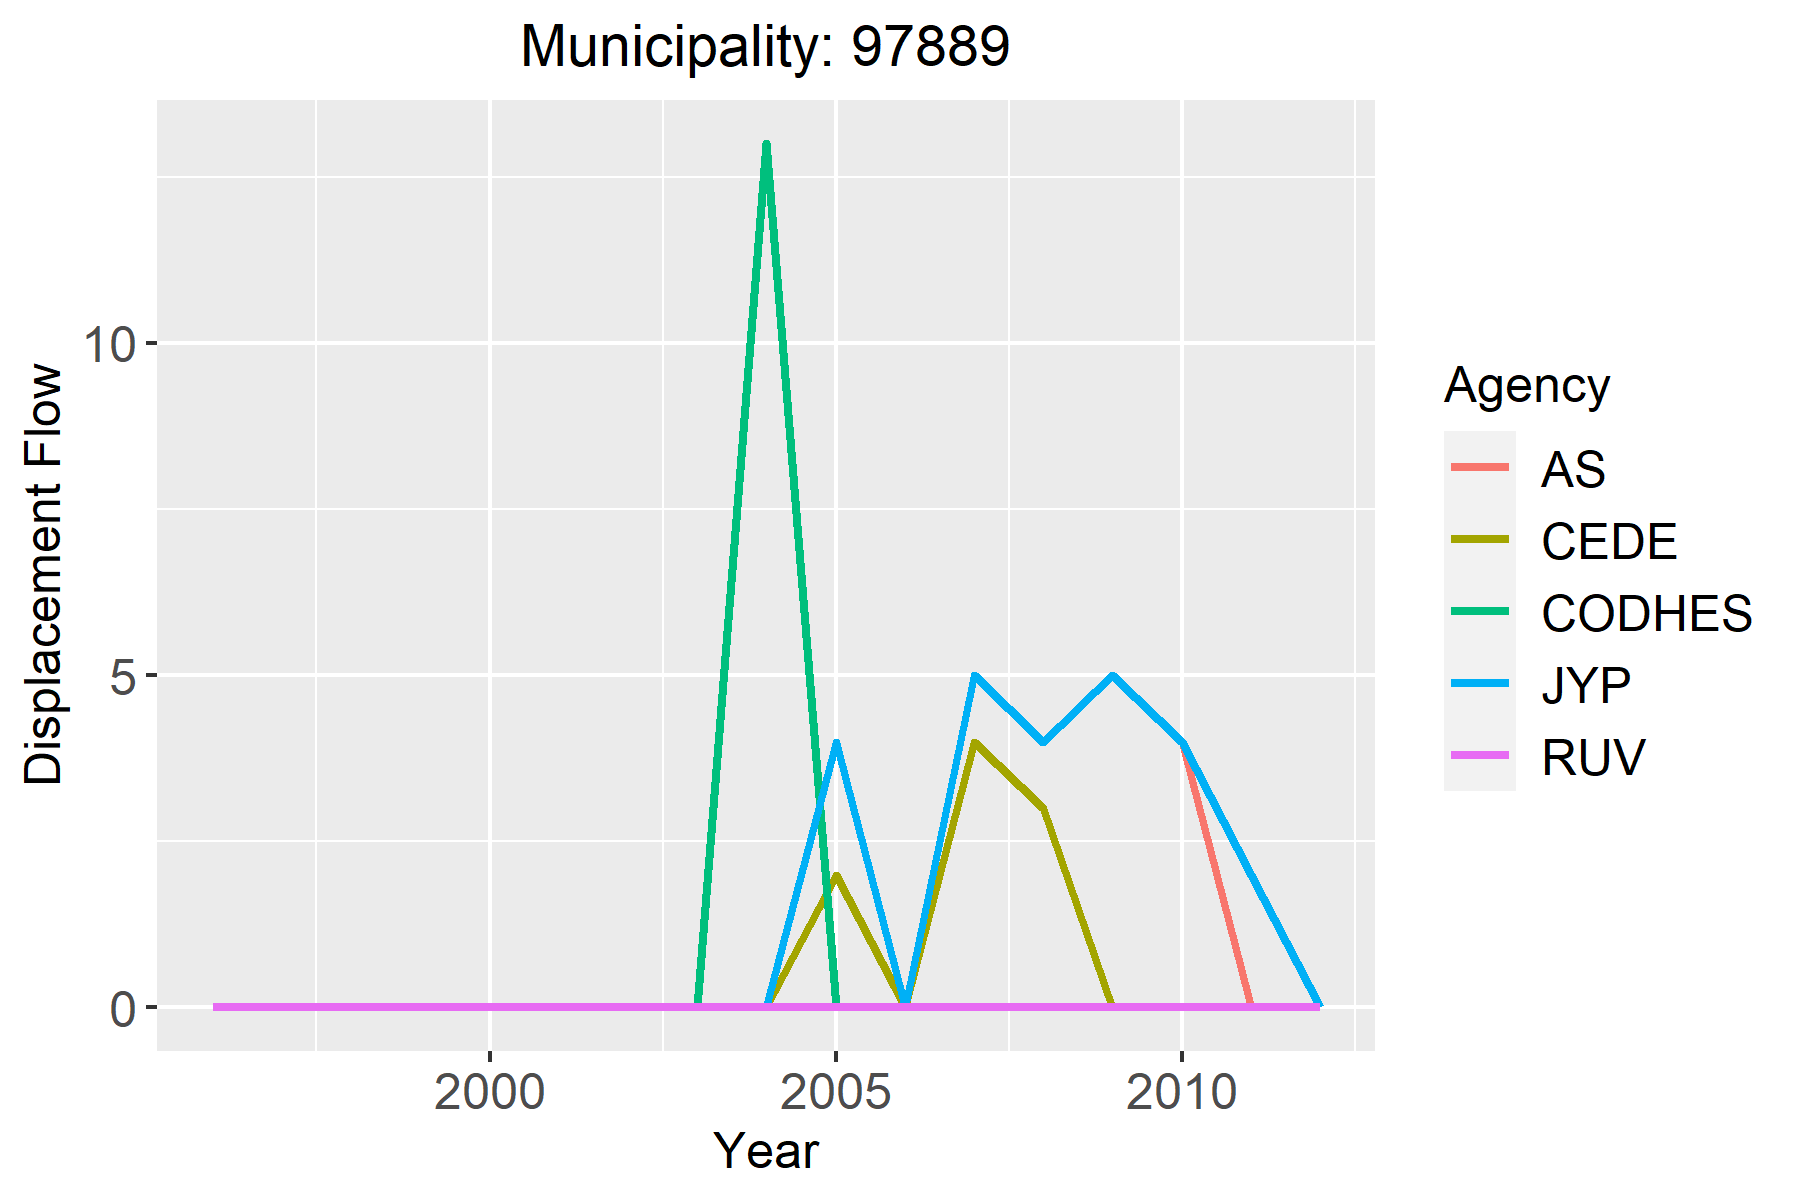 Municipality: 97889
Displacement Flow
10
5
0
2000
2005
2010
Year
Agency
AS
CEDE
CODHES
JYP
RUV